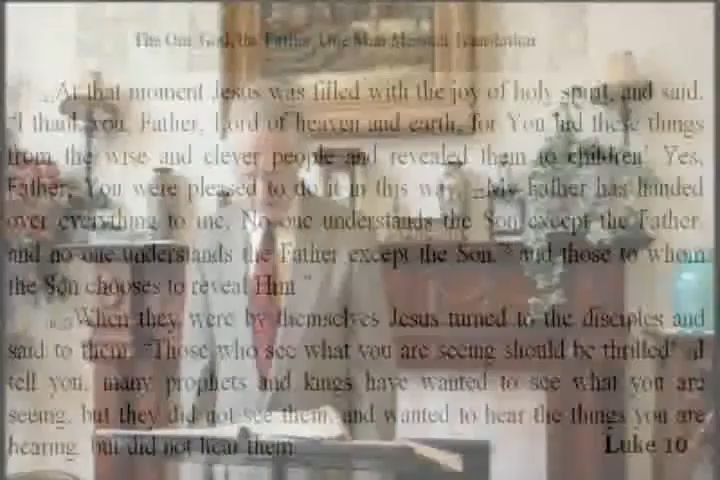 The One God, the Father, One Man Messiah Translation
At that moment Jesus was filled with the joy of holy spirit, and said,
"I thank you, Father, Lord of heaven and earth, for You hid these things
from the wise and clever people and revealed them to children! Yes,
Father, You were pleased to do it in this way. My Father has handed
over everything to me. No one understands the Son except the Father,
and no one understands the Father except the Son, and those to whom
the Son chooses to reveal Him."
When they were by themselves Jesus turned to the disciples and
said to them, "Those who see what you are seeing should be thrilled! I
tell you, many prophets and kings have wanted to see what you are
seeing, but they did not see them, and wanted to hear the things you are
hearing, but did not hear them
Luke 10